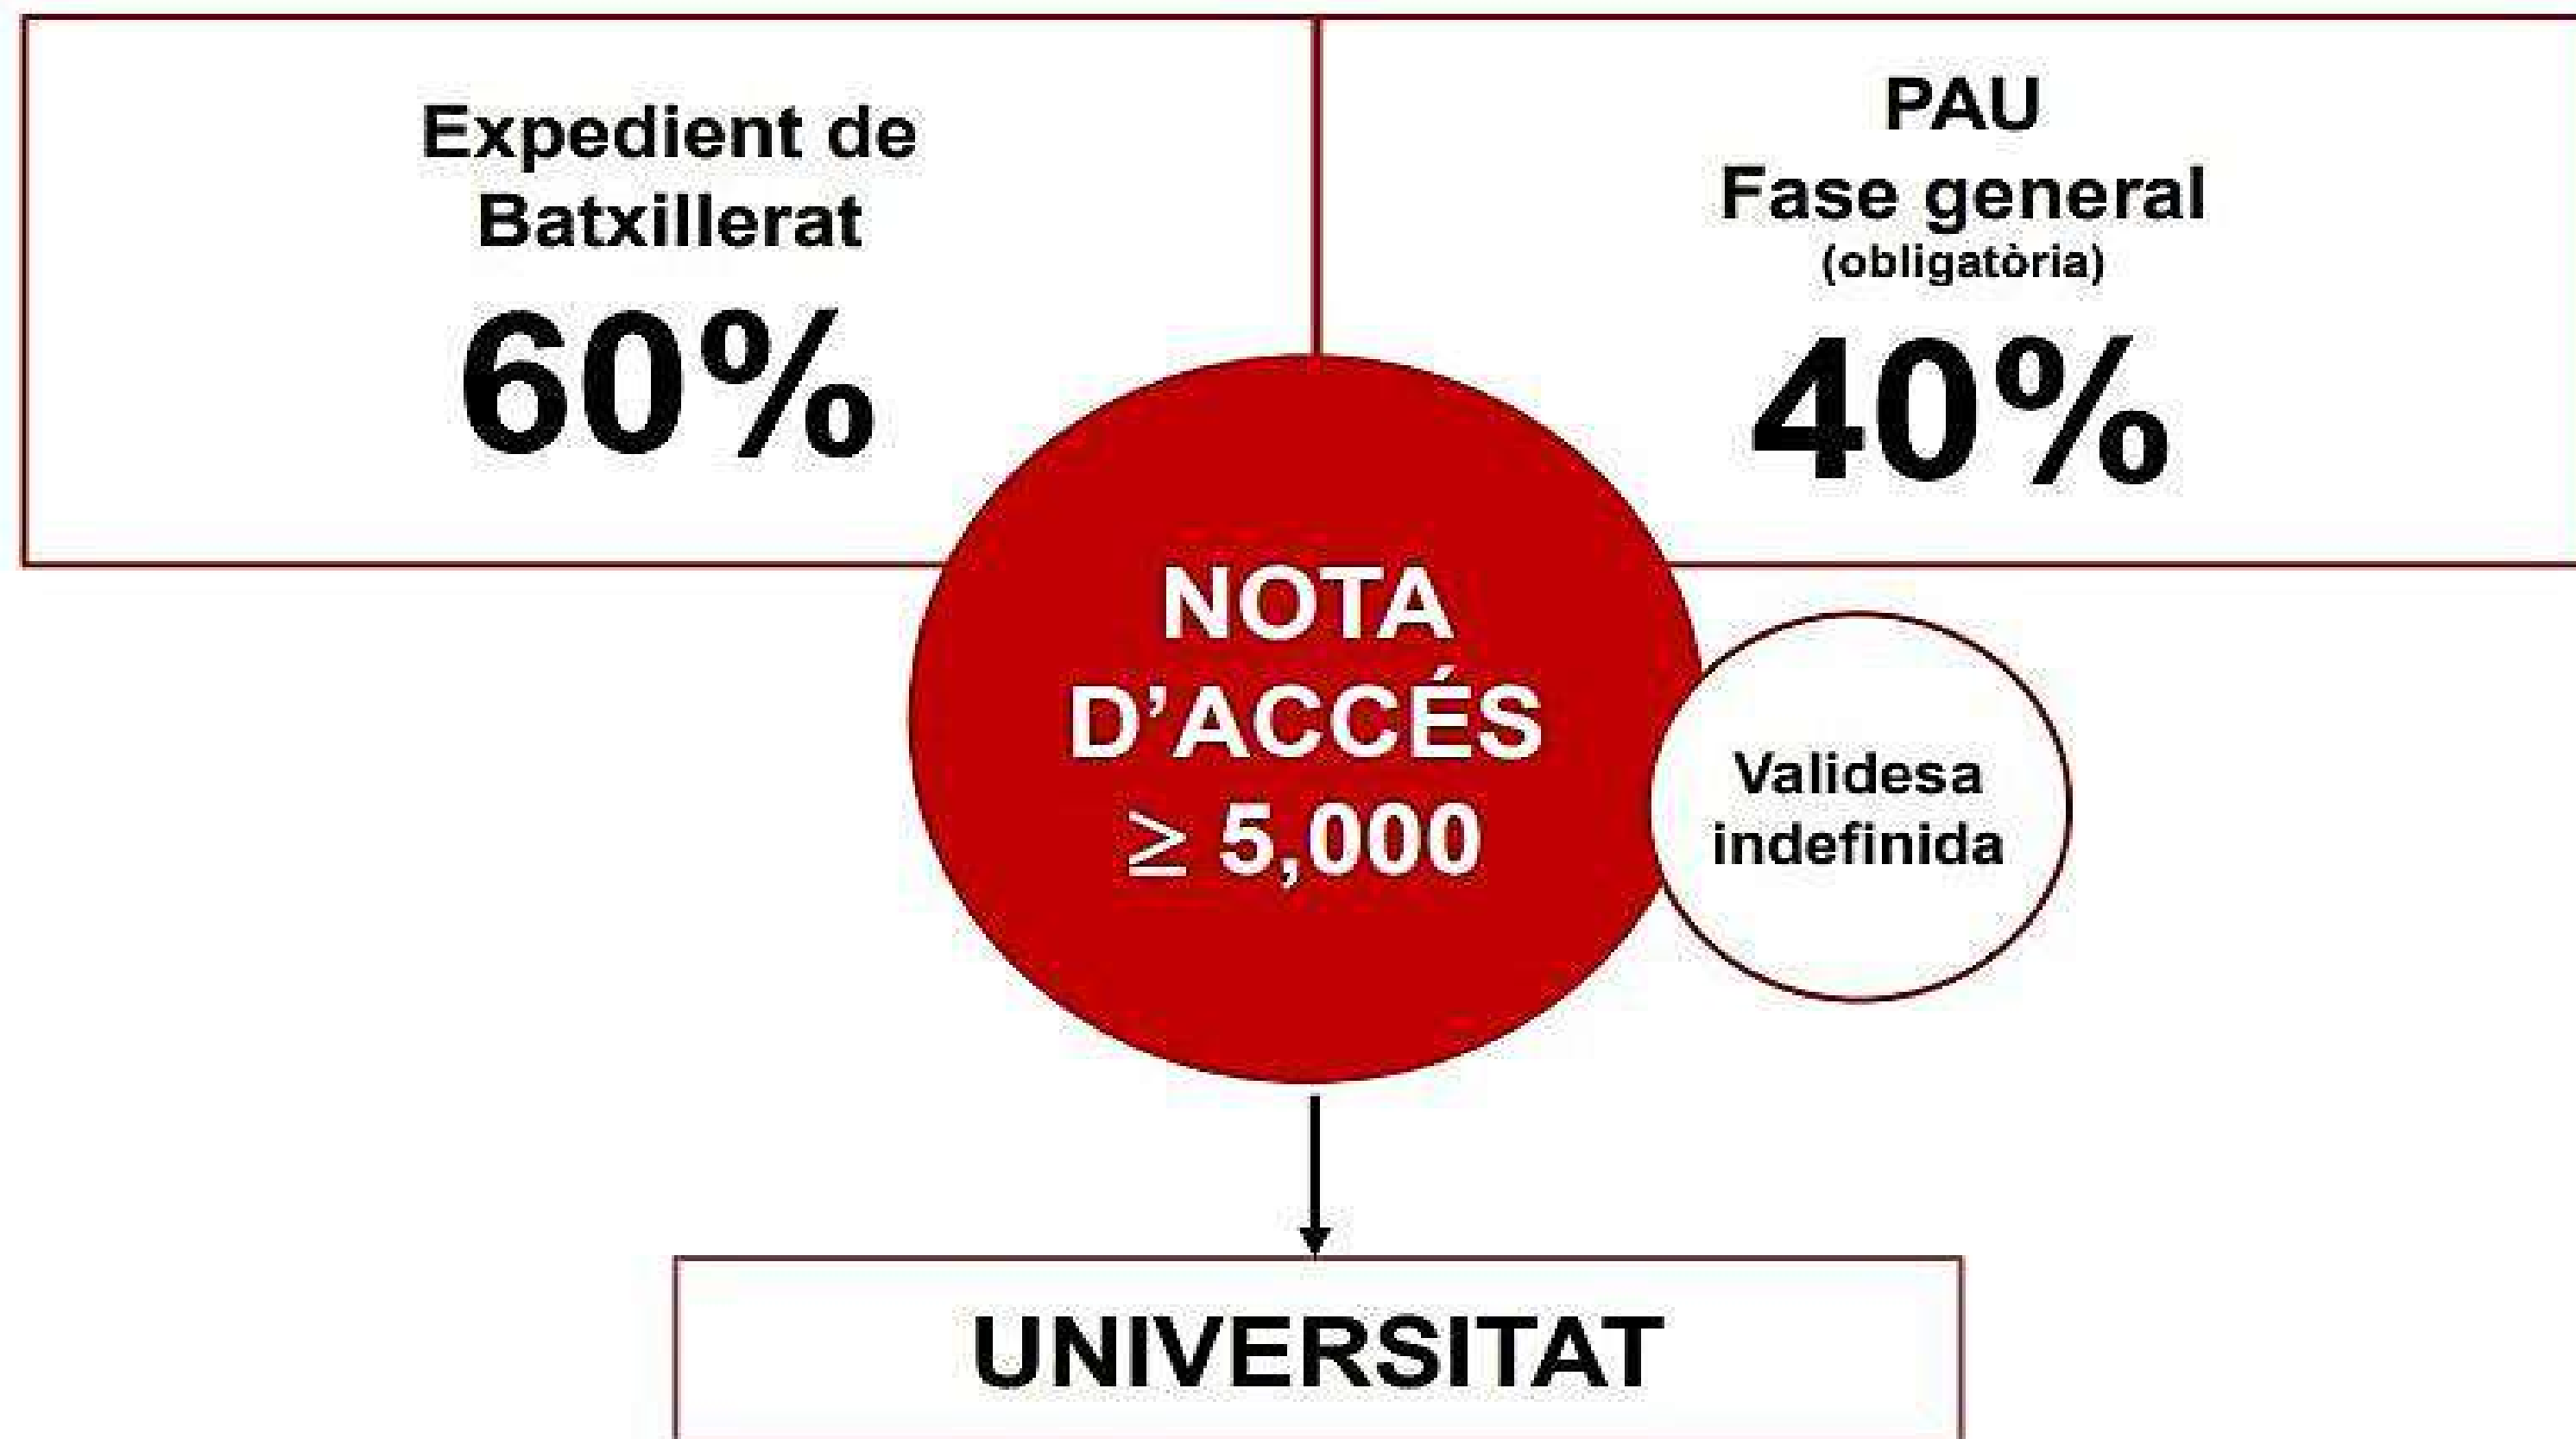 Expedient de
Batxillerat
60%
PAU
Fase general
(obligatòria)
40%
NOTA
D’ACCÉS
≥ 5,000
Validesa
indefinida
UNIVERSITAT